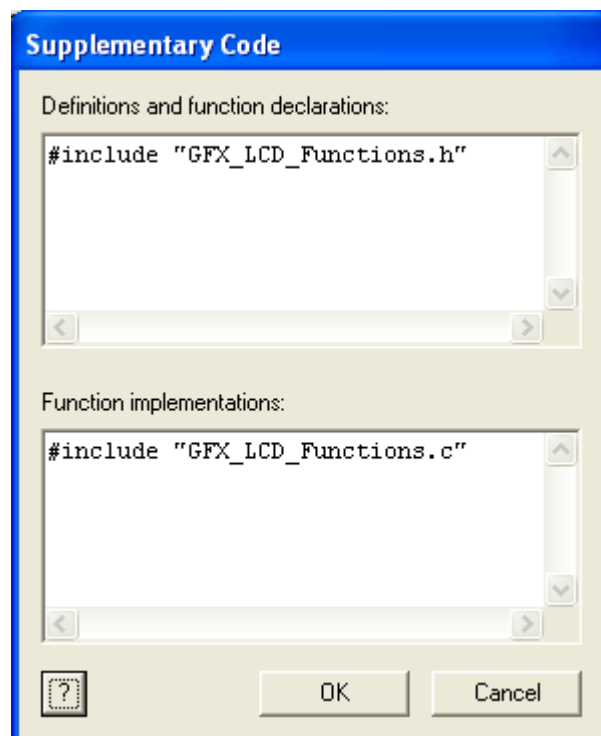 Supplementary Code
Definitions and function declarations:
#include "GFX_LCD_Functions.h"
Function implementations:
#include "GFX_LCD_Functions.c"
?
OK
Cancel